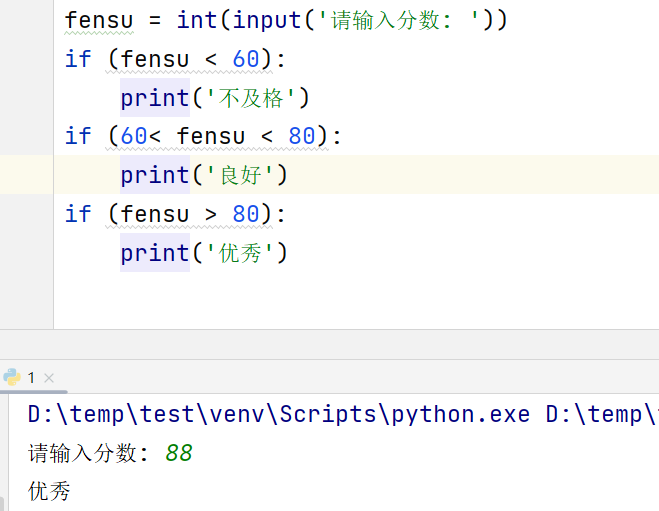 fensu = int(input('请输入分数: '))
if (fensu < 60):
    print('不及格')
if (60< fensu < 80):
    print('良好')
if (fensu > 80):
    print('优秀')
1
D:\temp\test\venv\Scripts\python.exe D:\temp\
请输入分数: 88
优秀